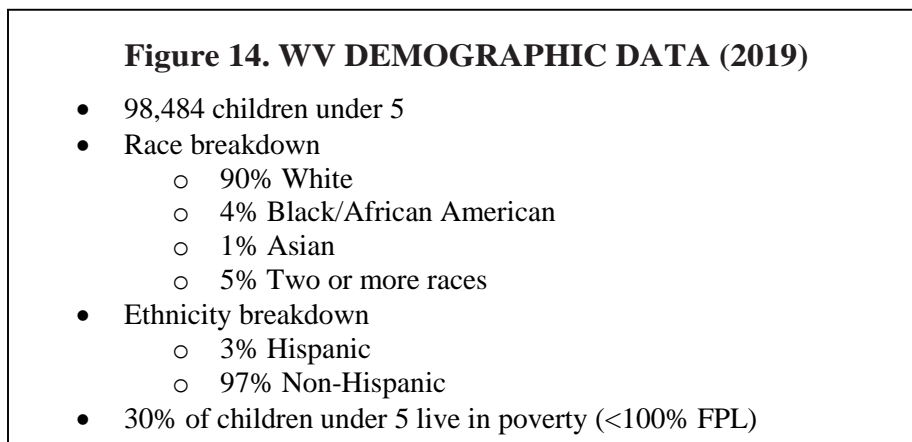 Figure 14. WV DEMOGRAPHIC DATA (2019)
• 98,484 children under 5
• Race breakdown
o 90% White
o 4% Black/African American
o 1% Asian
o 5% Two or more races
• Ethnicity breakdown
o 3% Hispanic
o 97% Non-Hispanic
• 30% of children under 5 live in poverty (<100% FPL)